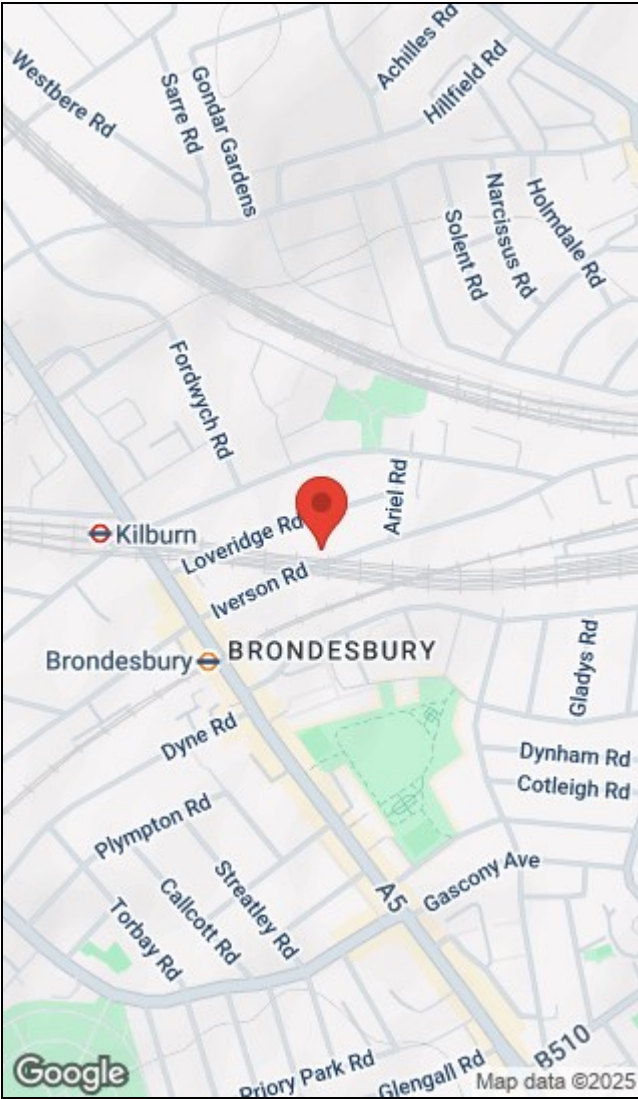 Achilles Rd
Westbere Rd
Sarre Rd
Gondar Gardens
Hillfield Rd
Narcissus Rd
Holmdale Rd
Solent Rd
Fordwych Rd
Ariel Rd
Kilburn
Loveridge Rd
Iverson Rd
BRONDESBURY
Brondesbury
Gladys Rd
Dyne Rd
Dynham Rd
Cotleigh Rd
Plympton Rd
Gascony Ave
A5
Streatley Rd
Callcott Rd
Torbay Rd
B510
Priory Park Rd
Glengall Rd
Google
Map data ©2025